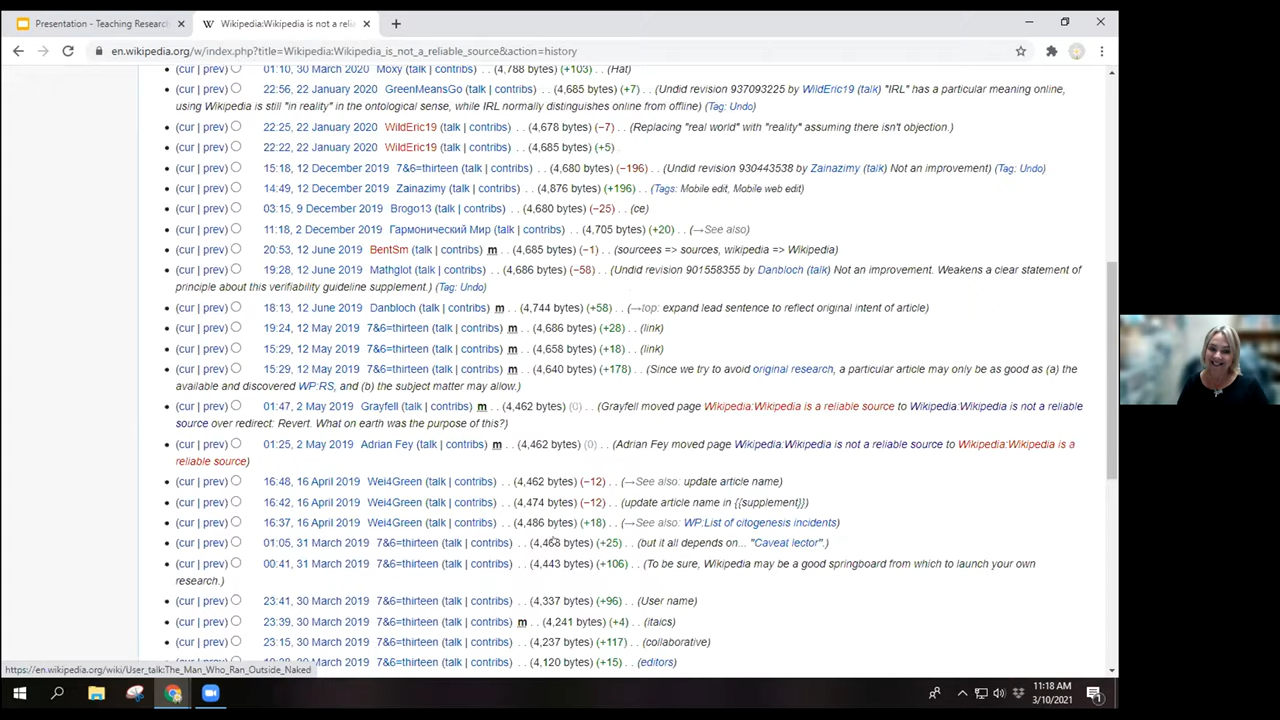 Presentation - Teaching Research
Wikipedia:Wikipedia is not a relia
en.wikipedia.org/w/index.php?title=Wikipedia:Wikipedia_is_not_a_reliable_source&action=history
(cur | prev) 01:10, 30 March 2020 Moxy (talk | contribs) . . (4,788 bytes) (+103) (Hat)
(cur | prev) 22:56, 22 January 2020 GreenMeansGo (talk | contribs) . . (4,685 bytes) (+7) (Undid revision 937093225 by WildEric19 (talk) "IRL" has a particular meaning online,
using Wikipedia is still "in reality" in the ontological sense, while IRL normally distinguishes online from offline) (Tag: Undo)
(cur | prev) 22:25, 22 January 2020 WildEric19 (talk | contribs) . . (4,678 bytes) (−7) (Replacing "real world" with "reality" assuming there isn't objection.)
(cur | prev) 22:22, 22 January 2020 WildEric19 (talk | contribs) . . (4,685 bytes) (+5)
(cur | prev) 15:18, 12 December 2019 7&6=thirteen (talk | contribs) . . (4,680 bytes) (−196) (Undid revision 930443538 by Zainazimy (talk) Not an improvement) (Tag: Undo)
(cur | prev) 14:49, 12 December 2019 Zainazimy (talk | contribs) . . (4,876 bytes) (+196) (Tags: Mobile edit, Mobile web edit)
(cur | prev) 03:15, 9 December 2019 Brogo13 (talk | contribs) . . (4,680 bytes) (−25) (ce)
(cur | prev) 11:18, 2 December 2019 Гармонический Мир (talk | contribs) . . (4,705 bytes) (+20) (→See also)
(cur | prev) 20:53, 12 June 2019 BentSm (talk | contribs) m . . (4,685 bytes) (−1) (sourcees => sources, wikipedia => Wikipedia)
(cur | prev) 19:28, 12 June 2019 Mathglot (talk | contribs) . . (4,686 bytes) (−58) (Undid revision 901558355 by Danbloch (talk) Not an improvement. Weakens a clear statement of
principle about this verifiability guideline supplement.) (Tag: Undo)
(cur | prev) 18:13, 12 June 2019 Danbloch (talk | contribs) m . . (4,744 bytes) (+58) (→top: expand lead sentence to reflect original intent of article)
(cur | prev) 19:24, 12 May 2019 7&6=thirteen (talk | contribs) m . . (4,686 bytes) (+28) (link)
(cur | prev) 15:29, 12 May 2019 7&6=thirteen (talk | contribs) m . . (4,658 bytes) (+18) (link)
(cur | prev) 15:29, 12 May 2019 7&6=thirteen (talk | contribs) m . . (4,640 bytes) (+178) (Since we try to avoid original research, a particular article may only be as good as (a) the
available and discovered WP:RS, and (b) the subject matter may allow.)
(cur | prev) 01:47, 2 May 2019 Grayfell (talk | contribs) m . . (4,462 bytes) (0) (Grayfell moved page Wikipedia:Wikipedia is a reliable source to Wikipedia:Wikipedia is not a reliable
source over redirect: Revert. What on earth was the purpose of this?)
(cur | prev) 01:25, 2 May 2019 Adrian Fey (talk | contribs) m . . (4,462 bytes) (0) (Adrian Fey moved page Wikipedia:Wikipedia is not a reliable source to Wikipedia:Wikipedia is a
reliable source)
(cur | prev) 16:48, 16 April 2019 Wei4Green (talk | contribs) . . (4,462 bytes) (−12) (→See also: update article name)
(cur | prev) 16:42, 16 April 2019 Wei4Green (talk | contribs) . . (4,474 bytes) (−12) (update article name in {{supplement}})
(cur | prev) 16:37, 16 April 2019 Wei4Green (talk | contribs) . . (4,486 bytes) (+18) (→See also: WP:List of citogenesis incidents)
(cur | prev) 01:05, 31 March 2019 7&6=thirteen (talk | contribs) . . (4,468 bytes) (+25) (but it all depends on... "Caveat lector".)
(cur | prev) 00:41, 31 March 2019 7&6=thirteen (talk | contribs) . . (4,443 bytes) (+106) (To be sure, Wikipedia may be a good springboard from which to launch your own
research.)
(cur | prev) 23:41, 30 March 2019 7&6=thirteen (talk | contribs) . . (4,337 bytes) (+96) (User name)
(cur | prev) 23:39, 30 March 2019 7&6=thirteen (talk | contribs) m . . (4,241 bytes) (+4) (itaics)
(cur | prev) 23:15, 30 March 2019 7&6=thirteen (talk | contribs) . . (4,237 bytes) (+117) (collaborative)
30 March 2019 7&6=thirteen (talk | contribs) . . (4,120 bytes) (+15) (editors)
https://en.wikipedia.org/wiki/User_talk:The_Man_Who_Ran_Outside_Naked
11:18 AM
3/10/2021
1